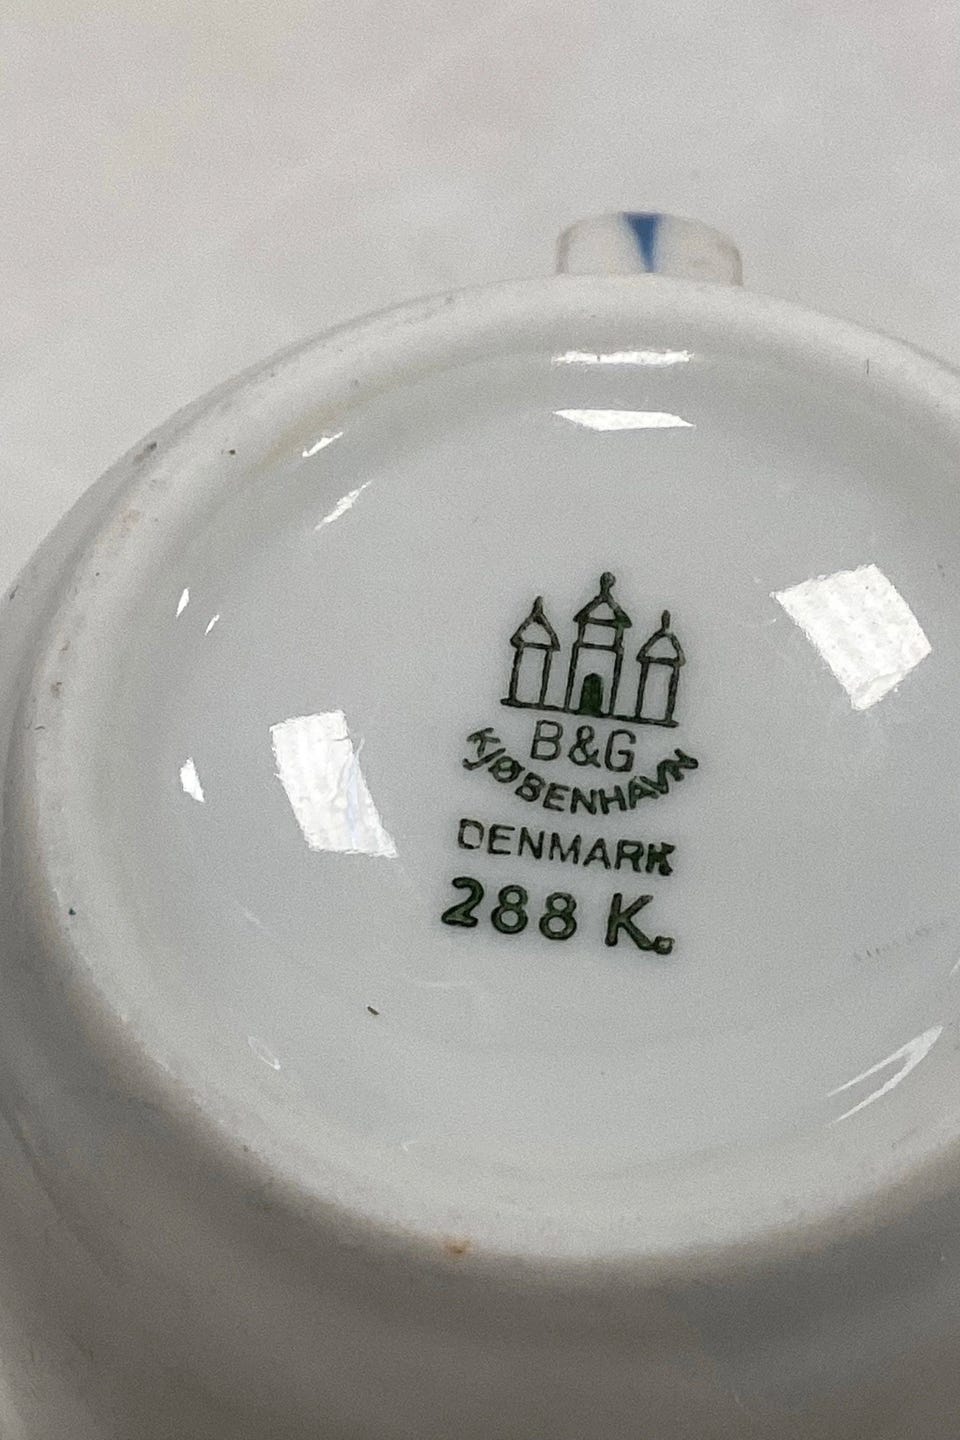 B&G
KJØBENHAVN
DENMARK
288 K.